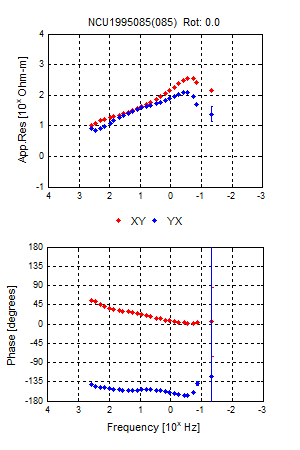 NCU1995085(085) Rot: 0.0
App.Res [10^x Ohm-m]
4
3
2
1
0
-1
4 3 2 1 0 -1 -2 -3
XY YX
Phase [degrees]
180
135
90
45
0
-45
-90
-135
-180
4 3 2 1 0 -1 -2 -3
Frequency [10^x Hz]